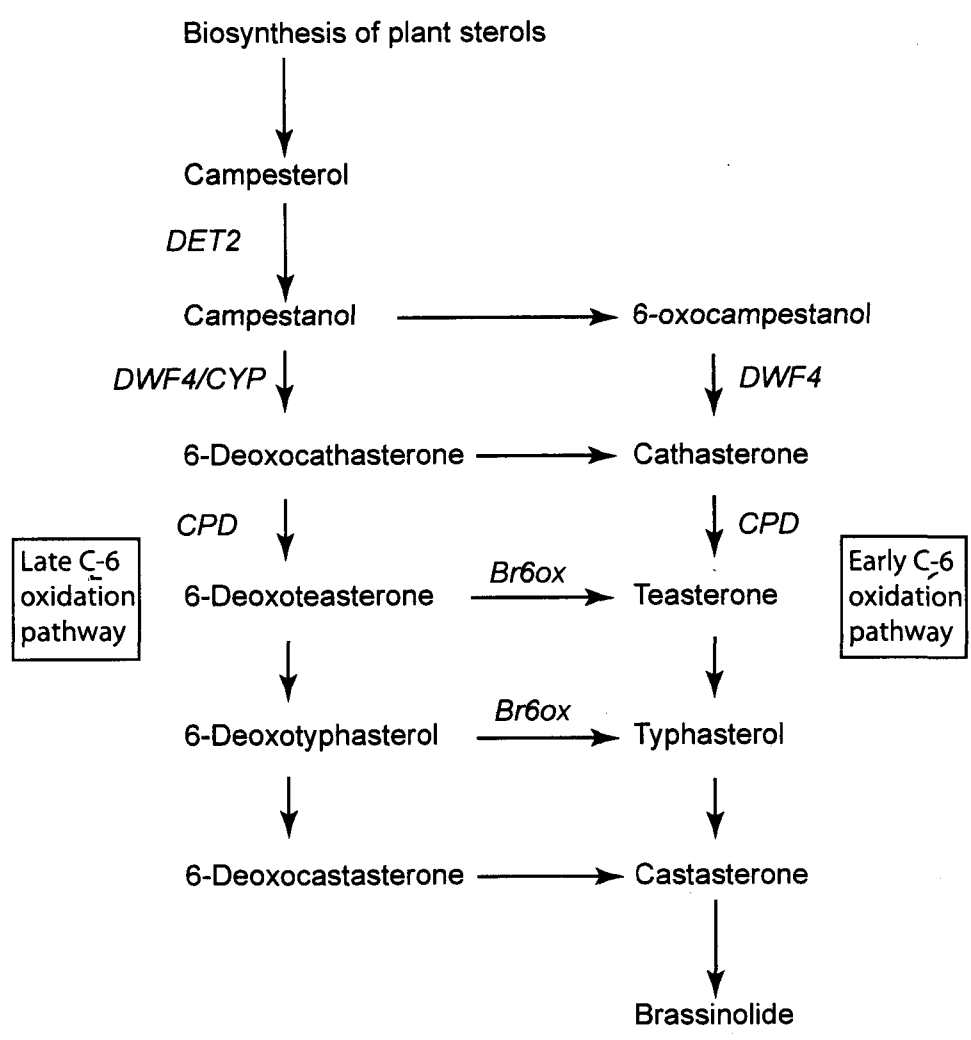 Biosynthesis of plant sterols
Campesterol
DET2
Campestanol
6-oxocampestanol
DWF4/CYP
DWF4
6-Deoxocathasterone
Cathasterone
CPD
CPD
Late C-6
oxidation
pathway
6-Deoxoteasterone
Br6ox
Teasterone
Early C-6
oxidation
pathway
6-Deoxotyphasterol
Br6ox
Typhasterol
6-Deoxocastasterone
Castasterone
Brassinolide